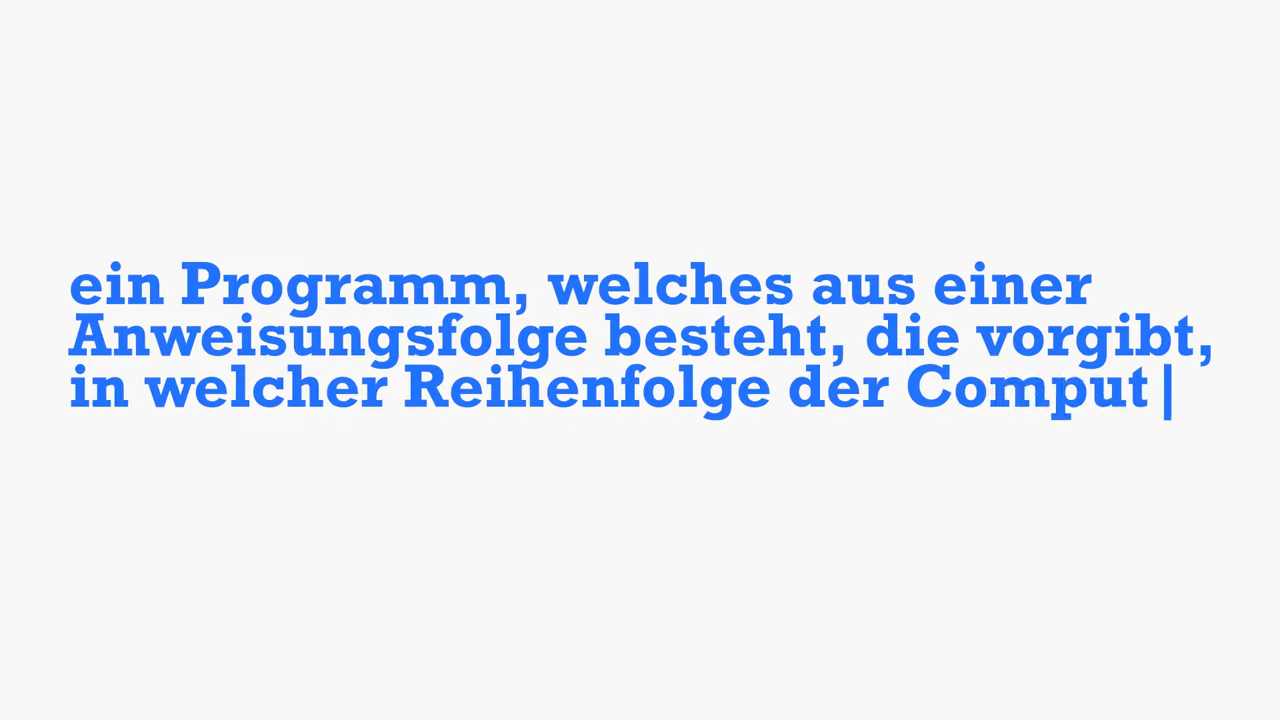 ein Programm, welches aus einer
Anweisungsfolge besteht, die vorgibt,
in welcher Reihenfolge der Comput|